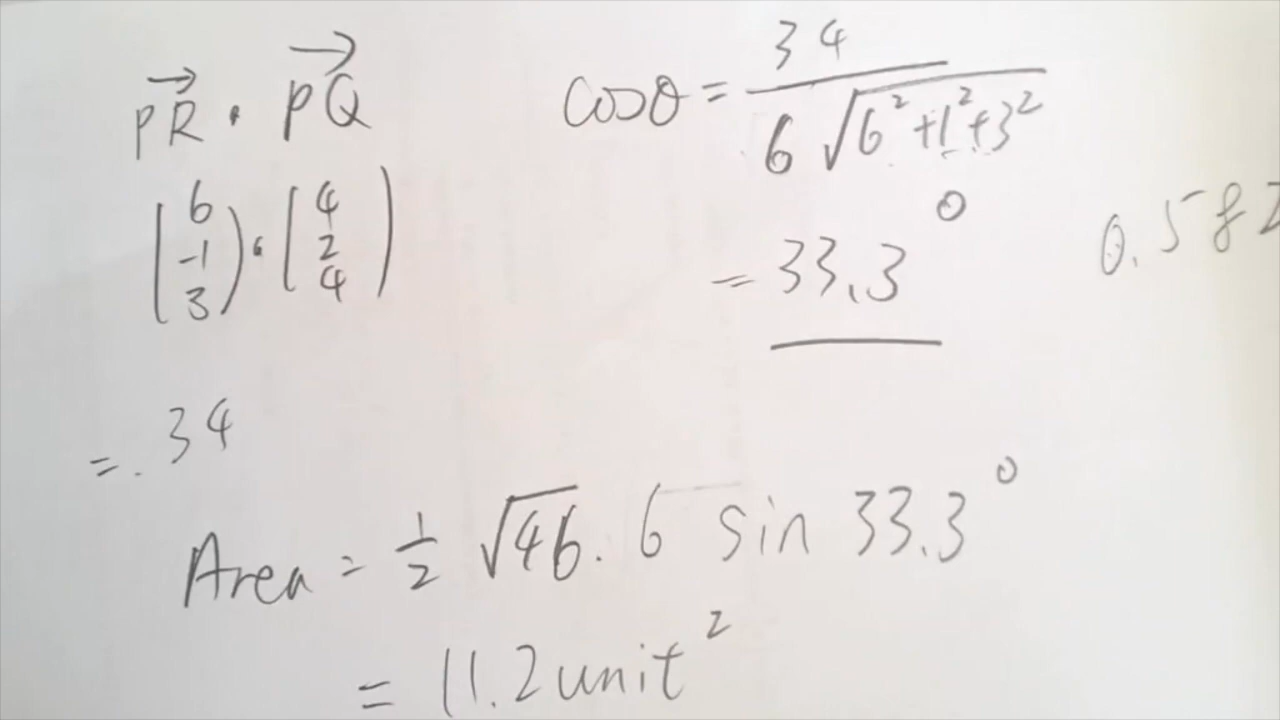 PR⃗ · PQ⃗
(6 -1 3) · (4 2 4)
= . 34
cosθ = 34 / 6 √(6² + 1² + 3²)
= 33.3°
0.582
Area = 1/2 √46 . 6 sin 33.3°
= 11.2 unit²